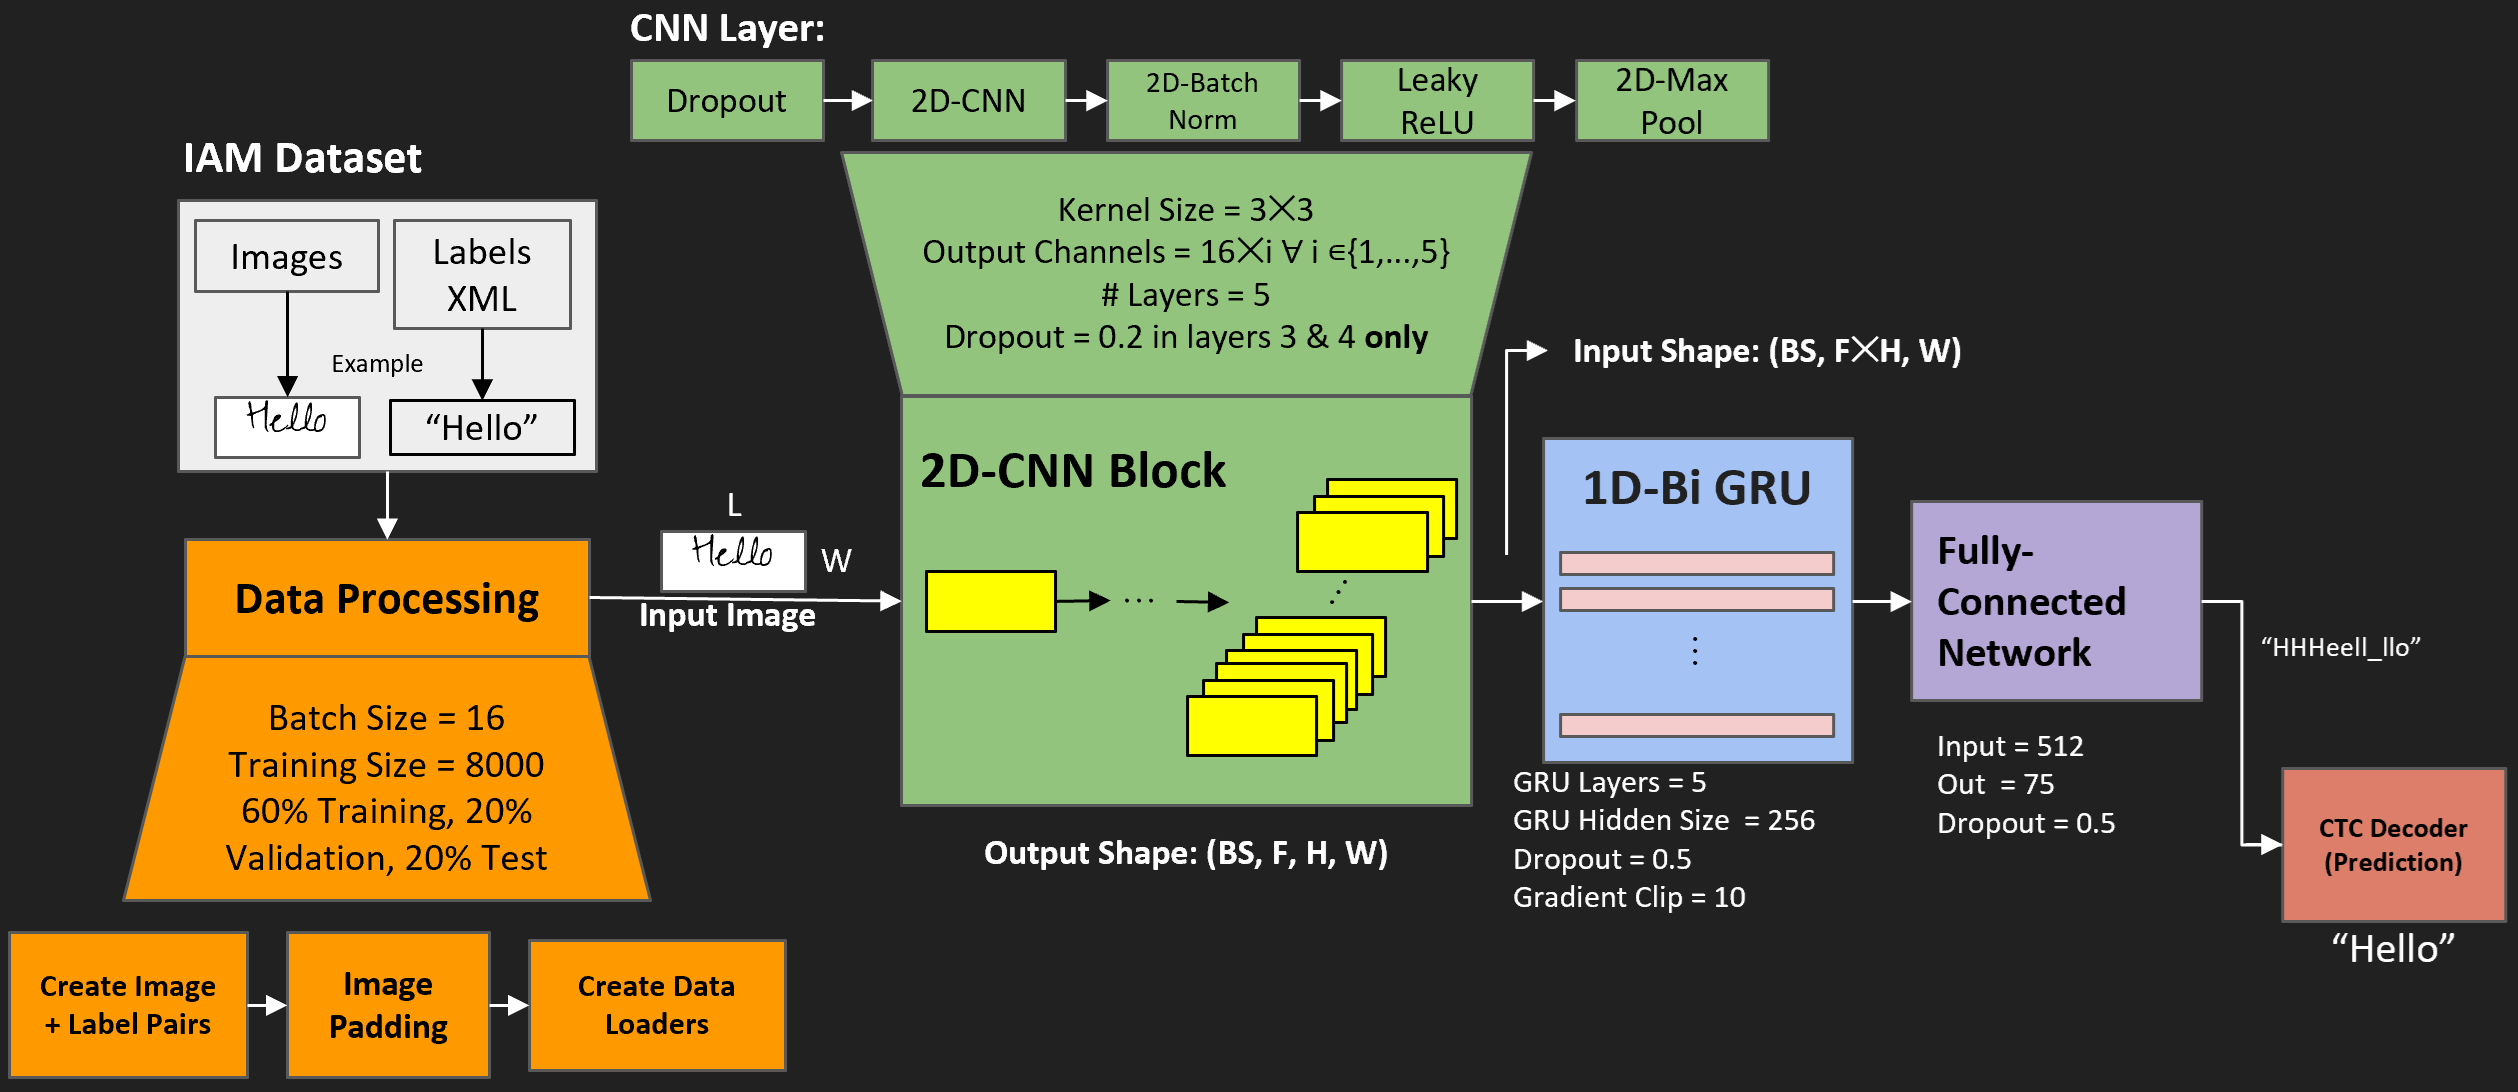 CNN Layer:
Dropout
2D-CNN
2D-Batch
Norm
Leaky
ReLU
2D-Max
Pool
IAM Dataset
Images
Labels
XML
Example
Hello
“Hello”
Kernel Size = 3✕3
Output Channels = 16✕i ∀ i ∈{1,...,5}
# Layers = 5
Dropout = 0.2 in layers 3 & 4 only
Data Processing
Batch Size = 16
Training Size = 8000
60% Training, 20%
Validation, 20% Test
Create Image
+ Label Pairs
Image
Padding
Create Data
Loaders
L
Hello
W
Input Image
2D-CNN Block
...
Output Shape: (BS, F, H, W)
Input Shape: (BS, F✕H, W)
1D-Bi GRU
GRU Layers = 5
GRU Hidden Size  = 256
Dropout = 0.5
Gradient Clip = 10
Fully-
Connected
Network
Input = 512
Out  = 75
Dropout = 0.5
“HHHeell_llo”
CTC Decoder
(Prediction)
“Hello”